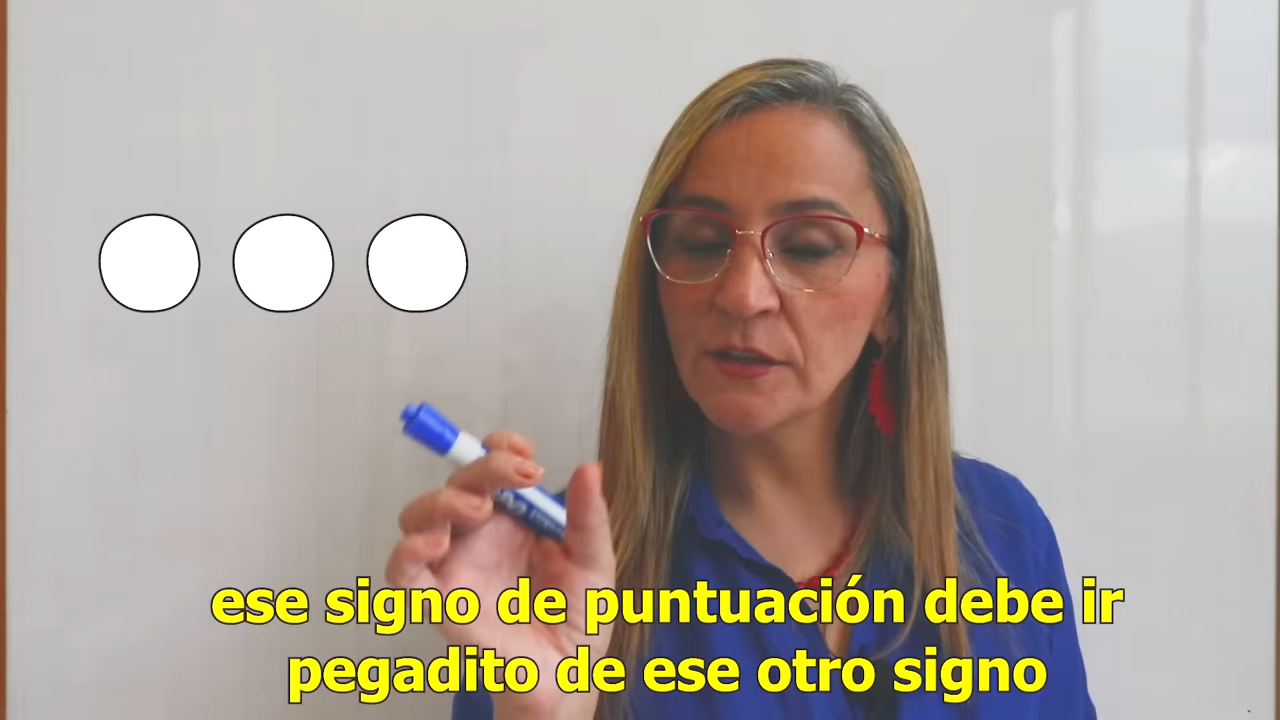 ese signo de puntuación debe ir
pegadito de ese otro signo